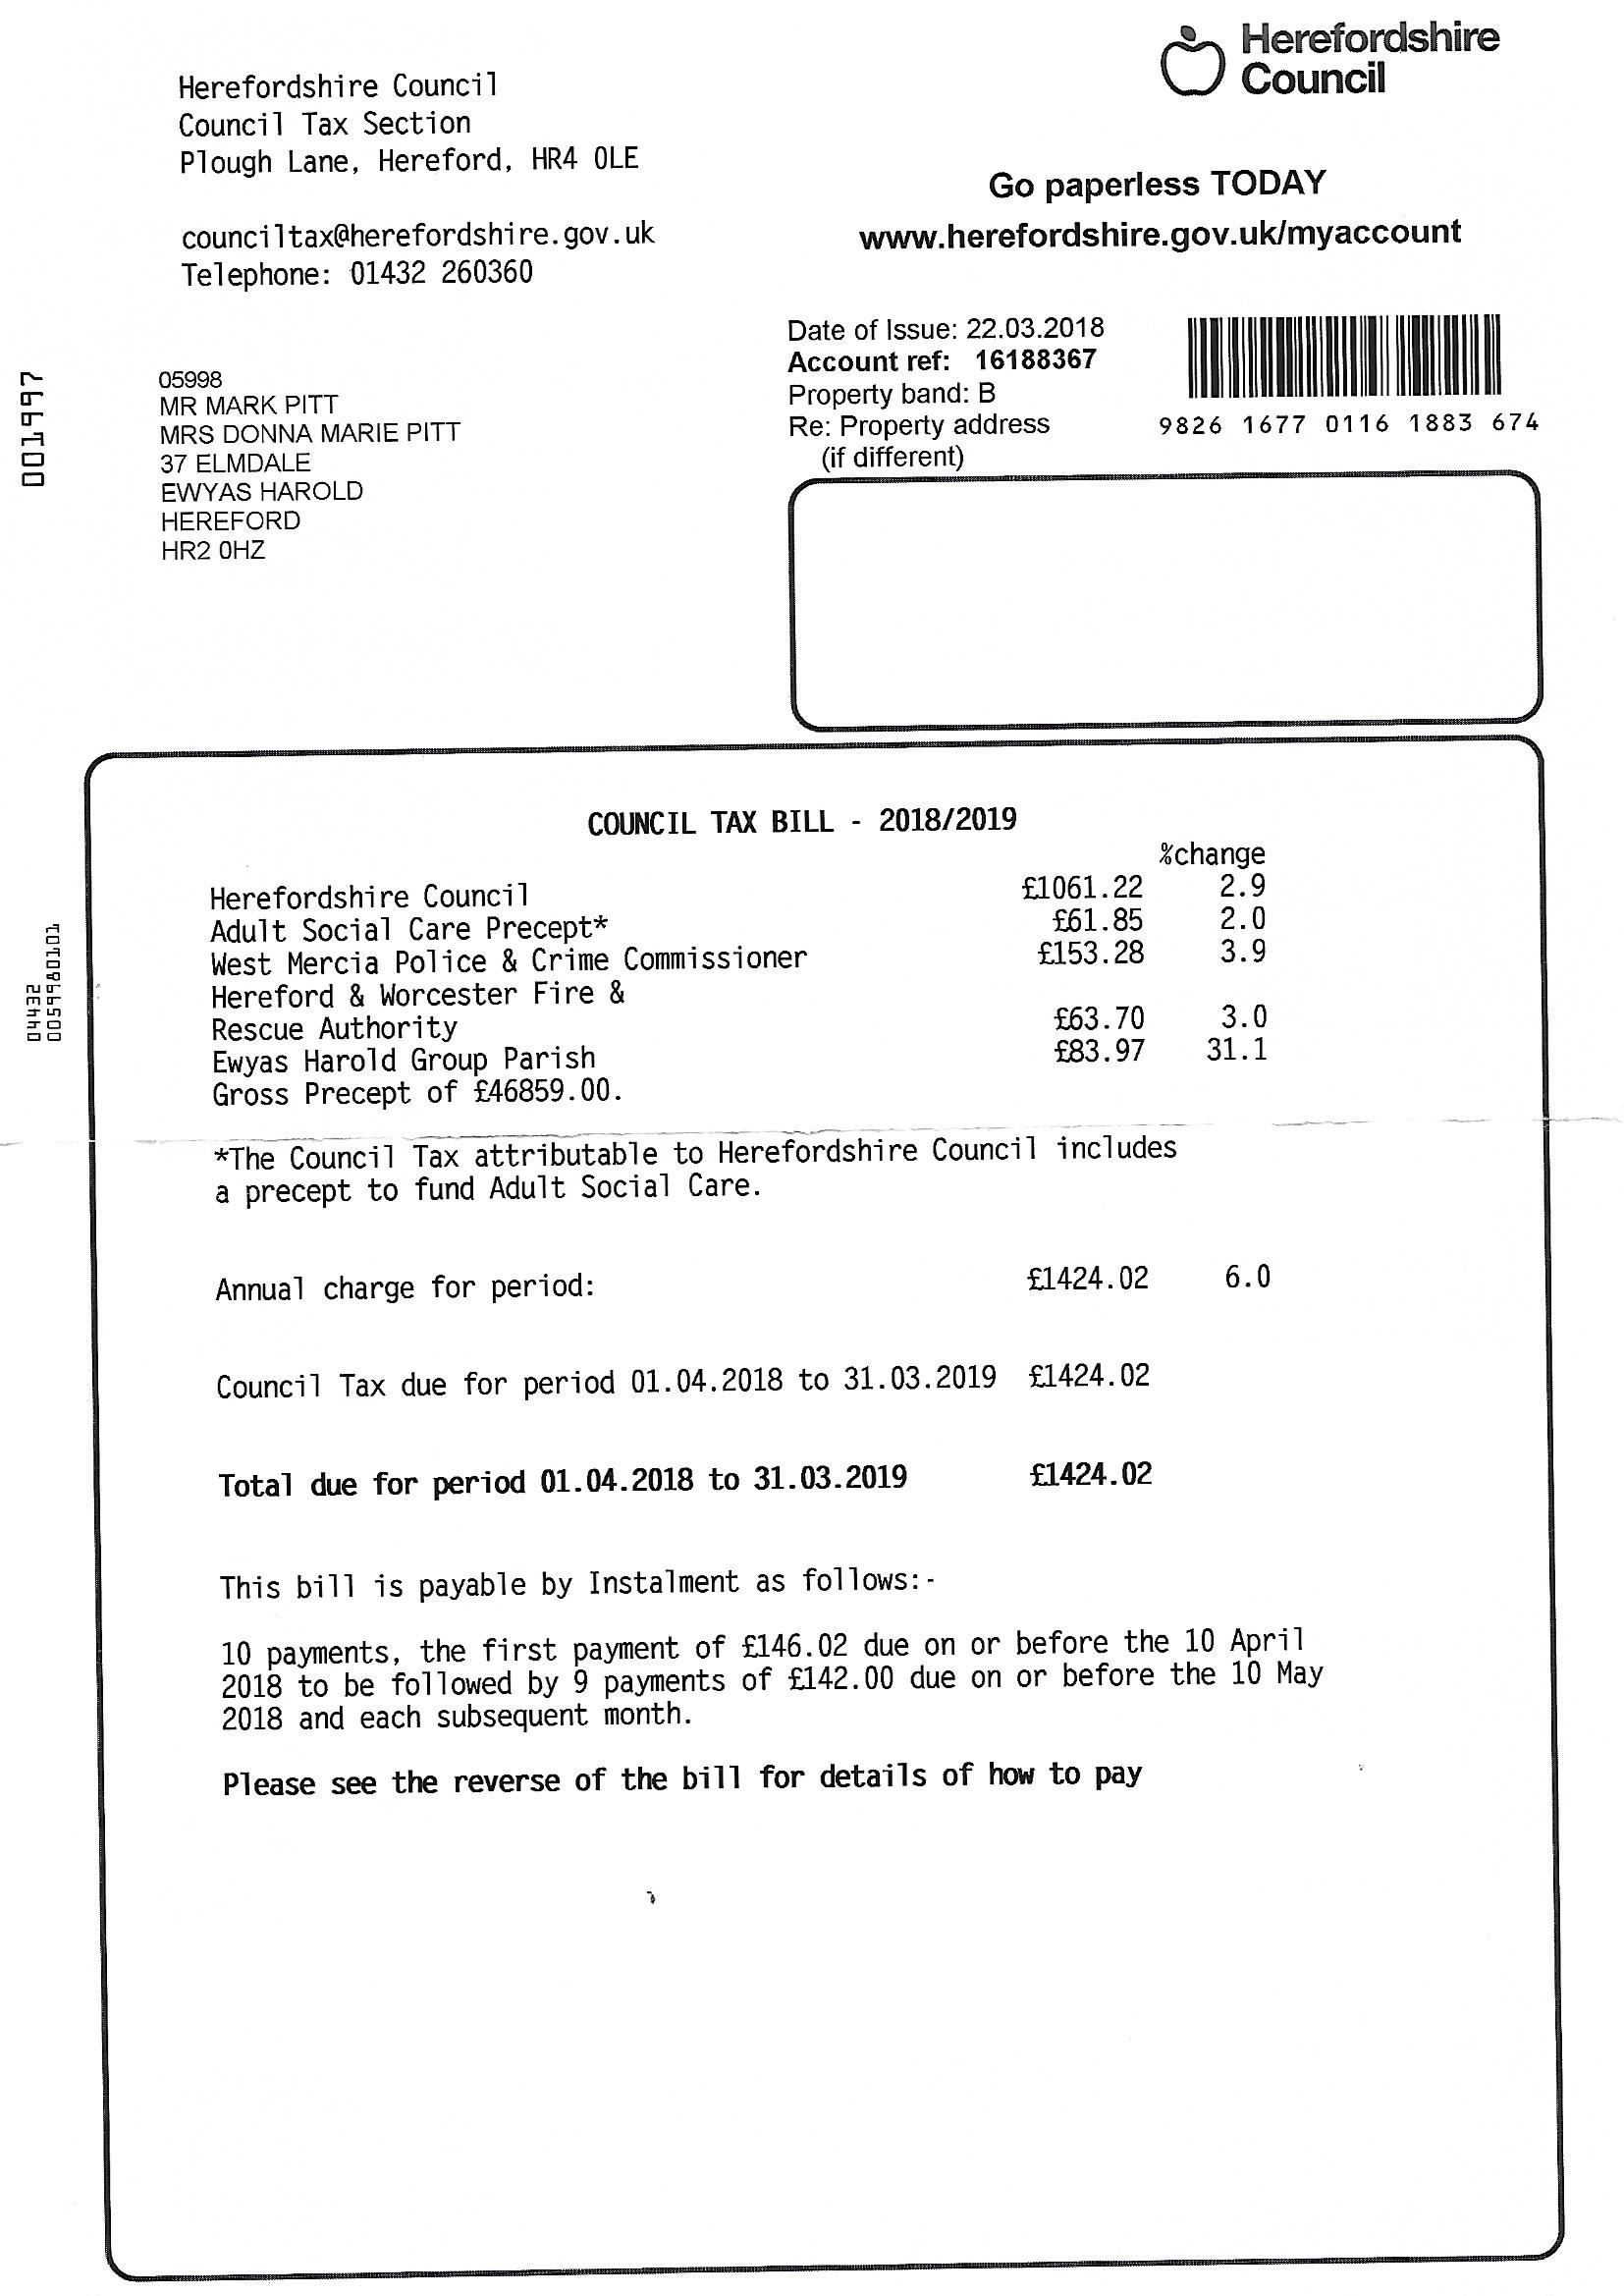 Herefordshire
Council
Herefordshire Council
Council Tax Section
Plough Lane, Hereford, HR4 0LE
counciltax@herefordshire.gov.uk
Telephone: 01432 260360
Go paperless TODAY
www.herefordshire.gov.uk/myaccount
Date of Issue: 22.03.2018
Account ref: 16188367
Property band: B
Re: Property address
(if different)
9826 1677 0116 1883 674
001997
05998
MR MARK PITT
MRS DONNA MARIE PITT
37 ELMDALE
EWYAS HAROLD
HEREFORD
HR2 0HZ
COUNCIL TAX BILL - 2018/2019
%change
Herefordshire Council £1061.22 2.9
Adult Social Care Precept* £61.85 2.0
West Mercia Police & Crime Commissioner £153.28 3.9
Hereford & Worcester Fire &
Rescue Authority £63.70 3.0
Ewyas Harold Group Parish £83.97 31.1
Gross Precept of £46859.00.
04432
0059980101
*The Council Tax attributable to Herefordshire Council includes
a precept to fund Adult Social Care.
Annual charge for period: £1424.02 6.0
Council Tax due for period 01.04.2018 to 31.03.2019 £1424.02
Total due for period 01.04.2018 to 31.03.2019 £1424.02
This bill is payable by Instalment as follows:-
10 payments, the first payment of £146.02 due on or before the 10 April
2018 to be followed by 9 payments of £142.00 due on or before the 10 May
2018 and each subsequent month.
Please see the reverse of the bill for details of how to pay